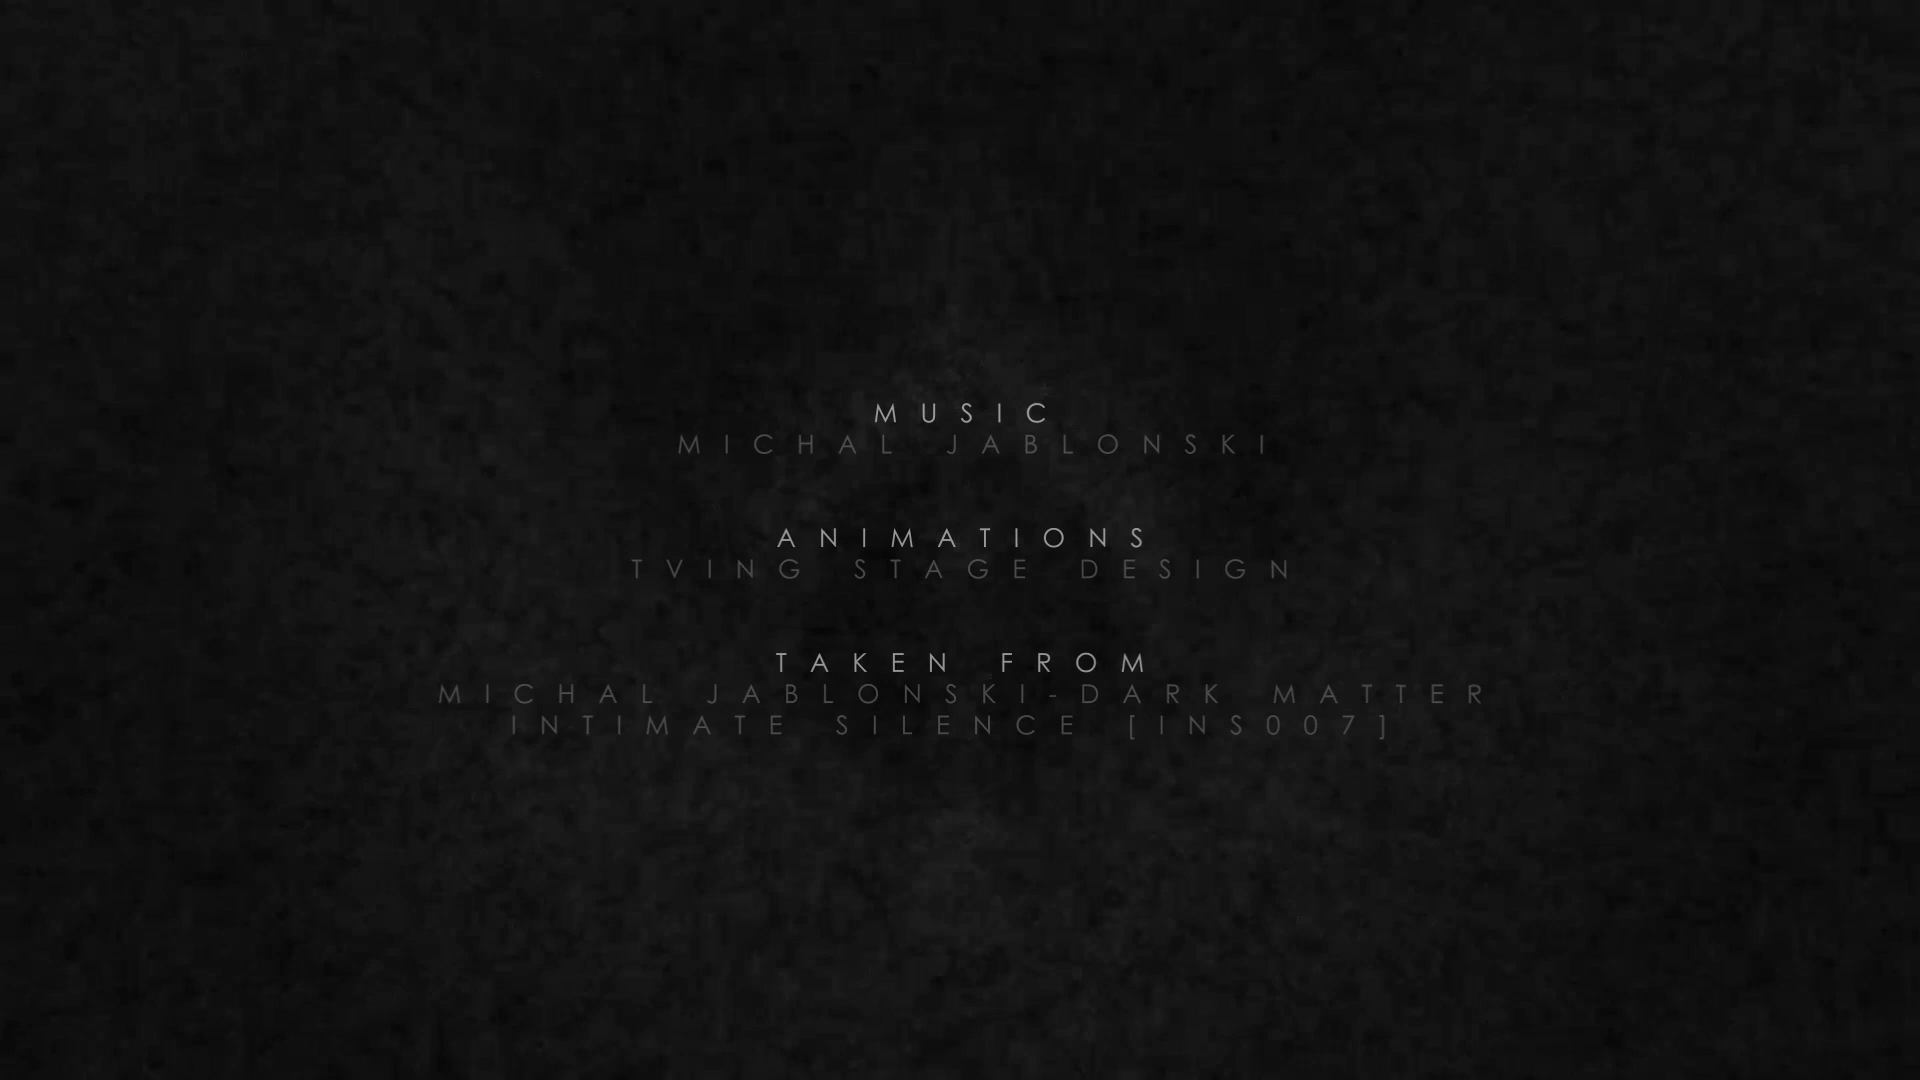 MUSIC
MICHAL JABLONSKI
ANIMATIONS
TVING STAGE DESIGN
TAKEN FROM
MICHAL JABLONSKI-DARK MATTER
INTIMATE SILENCE [INS007]